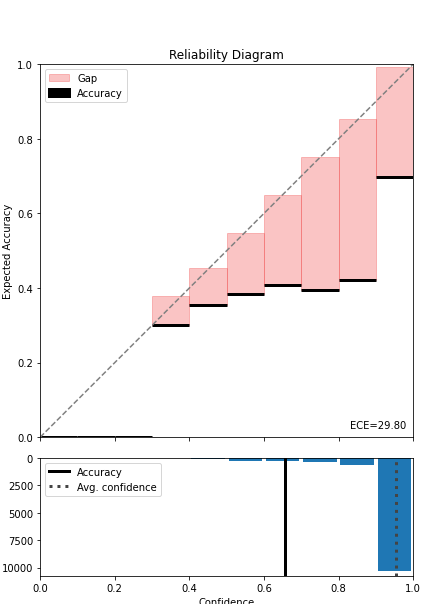 Reliability Diagram
1.0
Gap
Accuracy
0.8
0.6
Expected Accuracy
0.4
0.2
ECE=29.80
0.0
0
Accuracy
Avg. confidence
2500
5000
7500
10000
0.0 0.2 0.4 0.6 0.8 1.0
Confidence